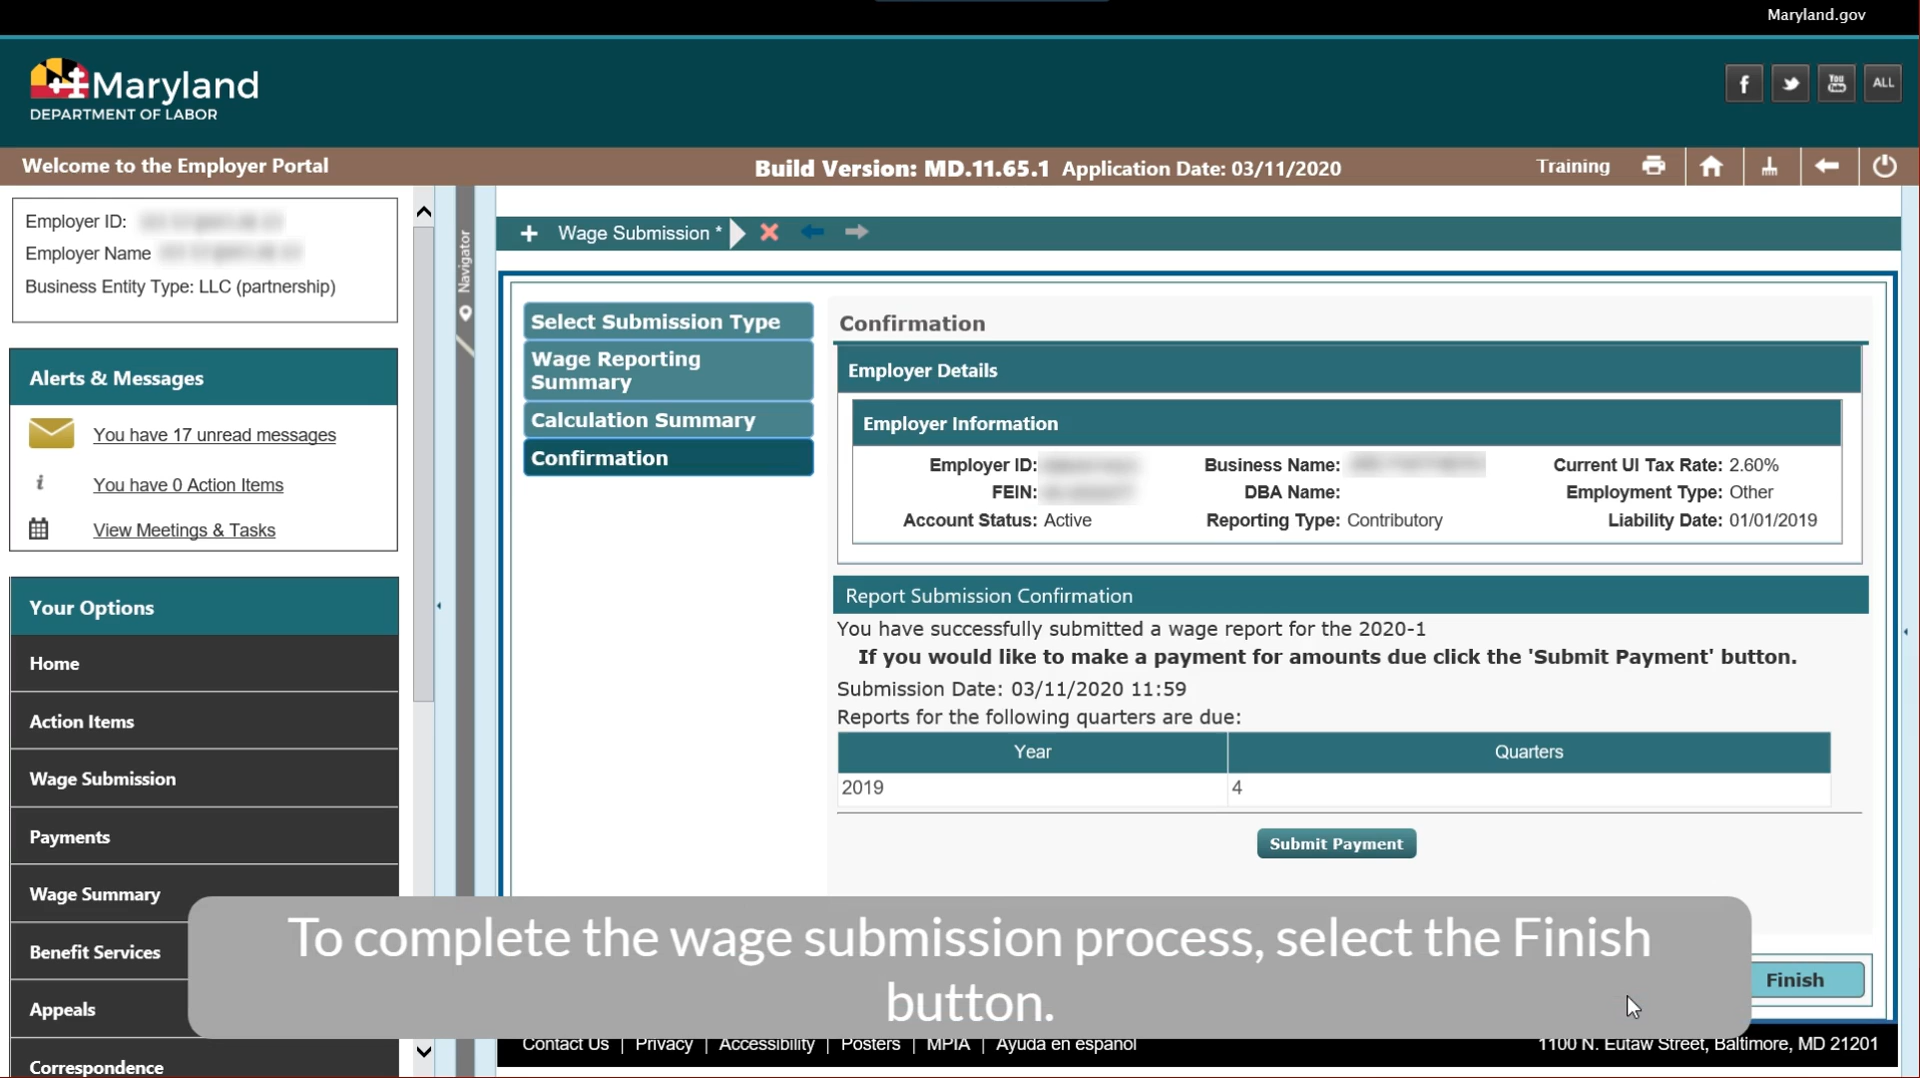 Maryland.gov
Maryland
DEPARTMENT OF LABOR
f
You
ALL
Welcome to the Employer Portal
Build Version: MD.11.65.1 Application Date: 03/11/2020
Training
Employer ID:
Employer Name
Business Entity Type: LLC (partnership)
Alerts & Messages
You have 17 unread messages
i
You have 0 Action Items
View Meetings & Tasks
Your Options
Home
Action Items
Wage Submission
Payments
Wage Summary
Benefit Services
Appeals
Correspondence
Navigator
+ Wage Submission *
Select Submission Type
Wage Reporting
Summary
Calculation Summary
Confirmation
Confirmation
Employer Details
Employer Information
Employer ID: Business Name: Current UI Tax Rate: 2.60%
FEIN: DBA Name: Employment Type: Other
Account Status: Active Reporting Type: Contributory Liability Date: 01/01/2019
Report Submission Confirmation
You have successfully submitted a wage report for the 2020-1
If you would like to make a payment for amounts due click the 'Submit Payment' button.
Submission Date: 03/11/2020 11:59
Reports for the following quarters are due:
Year Quarters
2019 4
Submit Payment
To complete the wage submission process, select the Finish
button.
Finish
Contact Us | Privacy | Accessibility | Posters | MPIA | Ayuda en español
1100 N. Eutaw Street, Baltimore, MD 21201